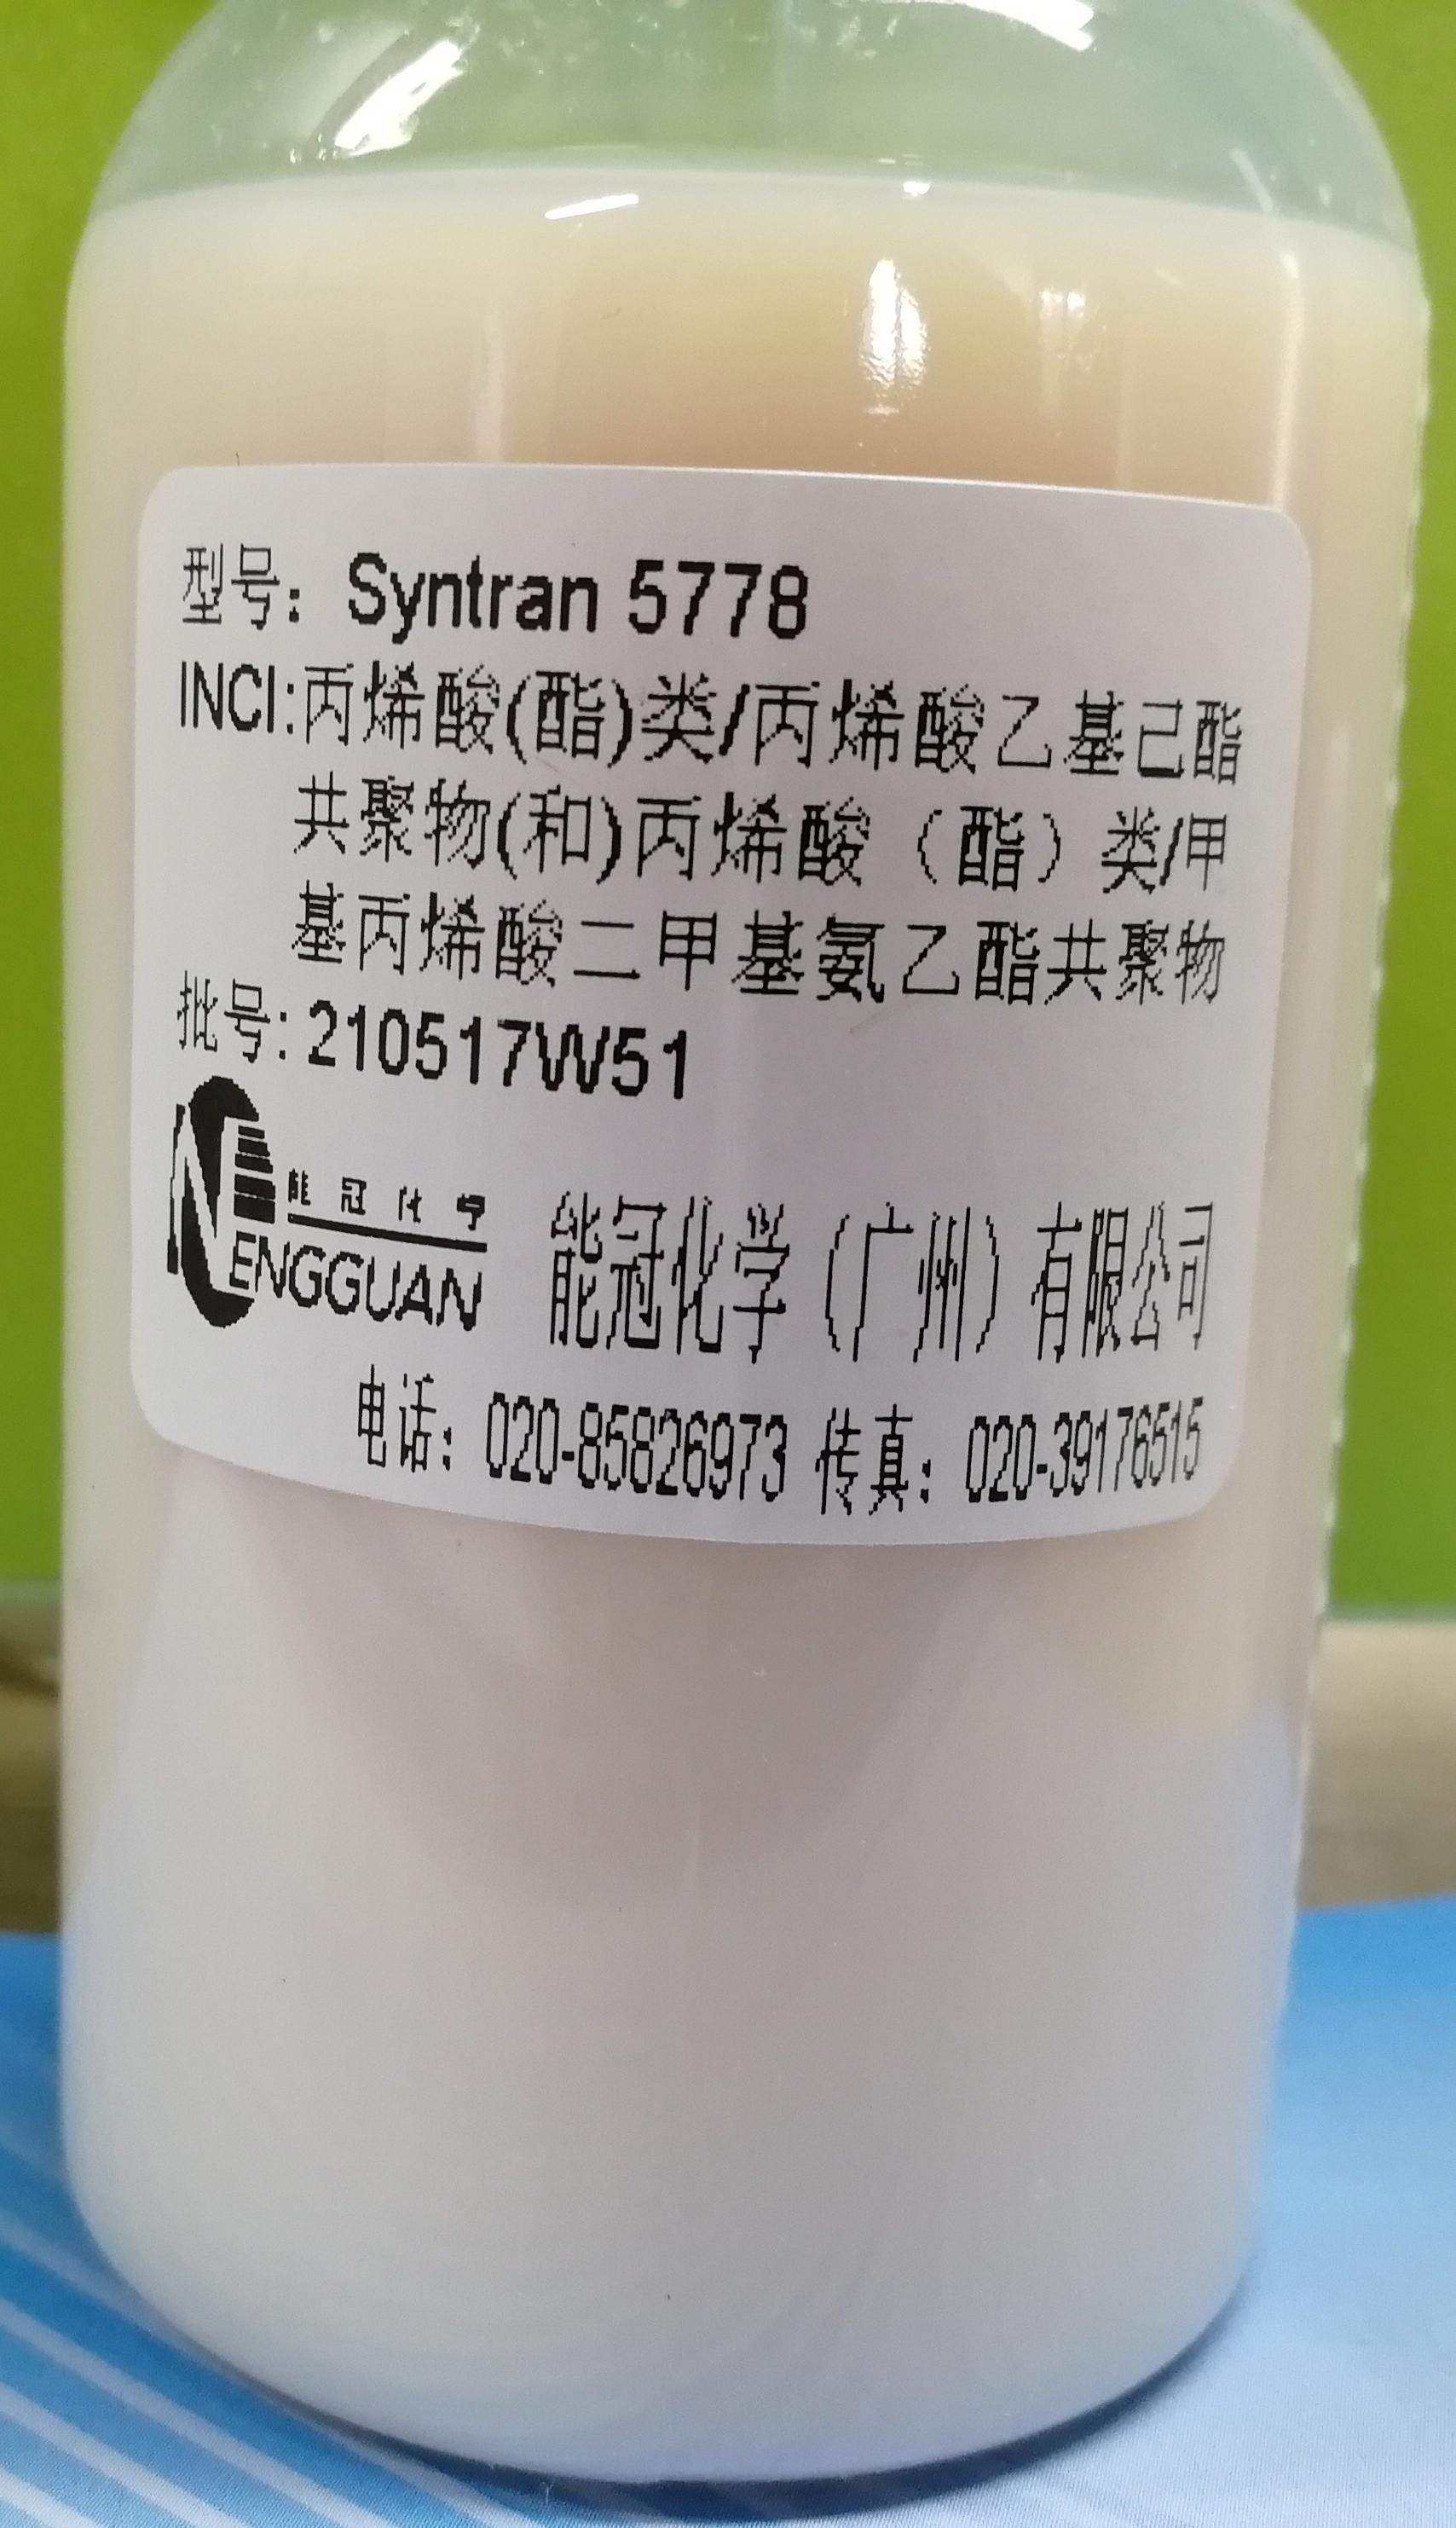 型号：Syntran 5778
INCI:丙烯酸(酯)类/丙烯酸乙基己酯
共聚物(和)丙烯酸（酯）类/甲
基丙烯酸二甲基氨乙酯共聚物
批号:210517W51
能冠化学
NENGGUAN
能冠化学（广州）有限公司
电话：020-85826973 传真：020-39176515